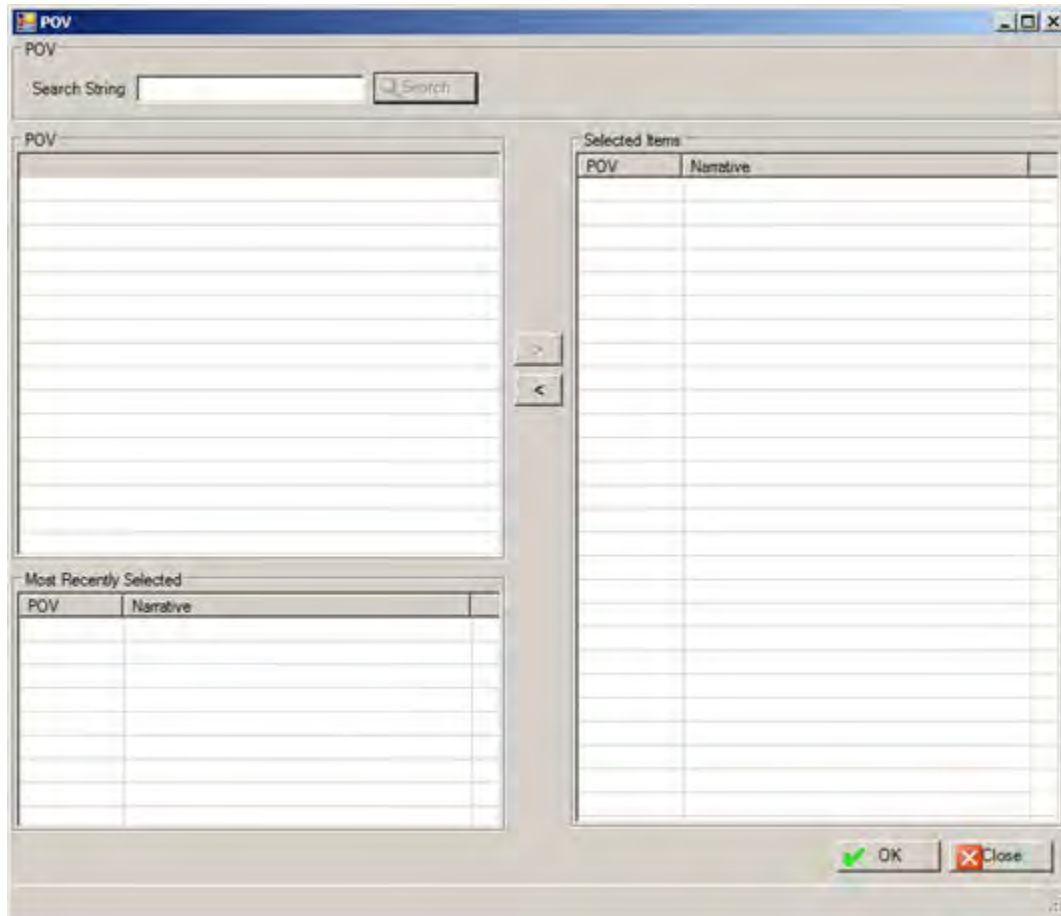 POV
POV
Search String
Search
POV
Selected Items
POV Narrative
>
<
Most Recently Selected
POV Narrative
OK
Close